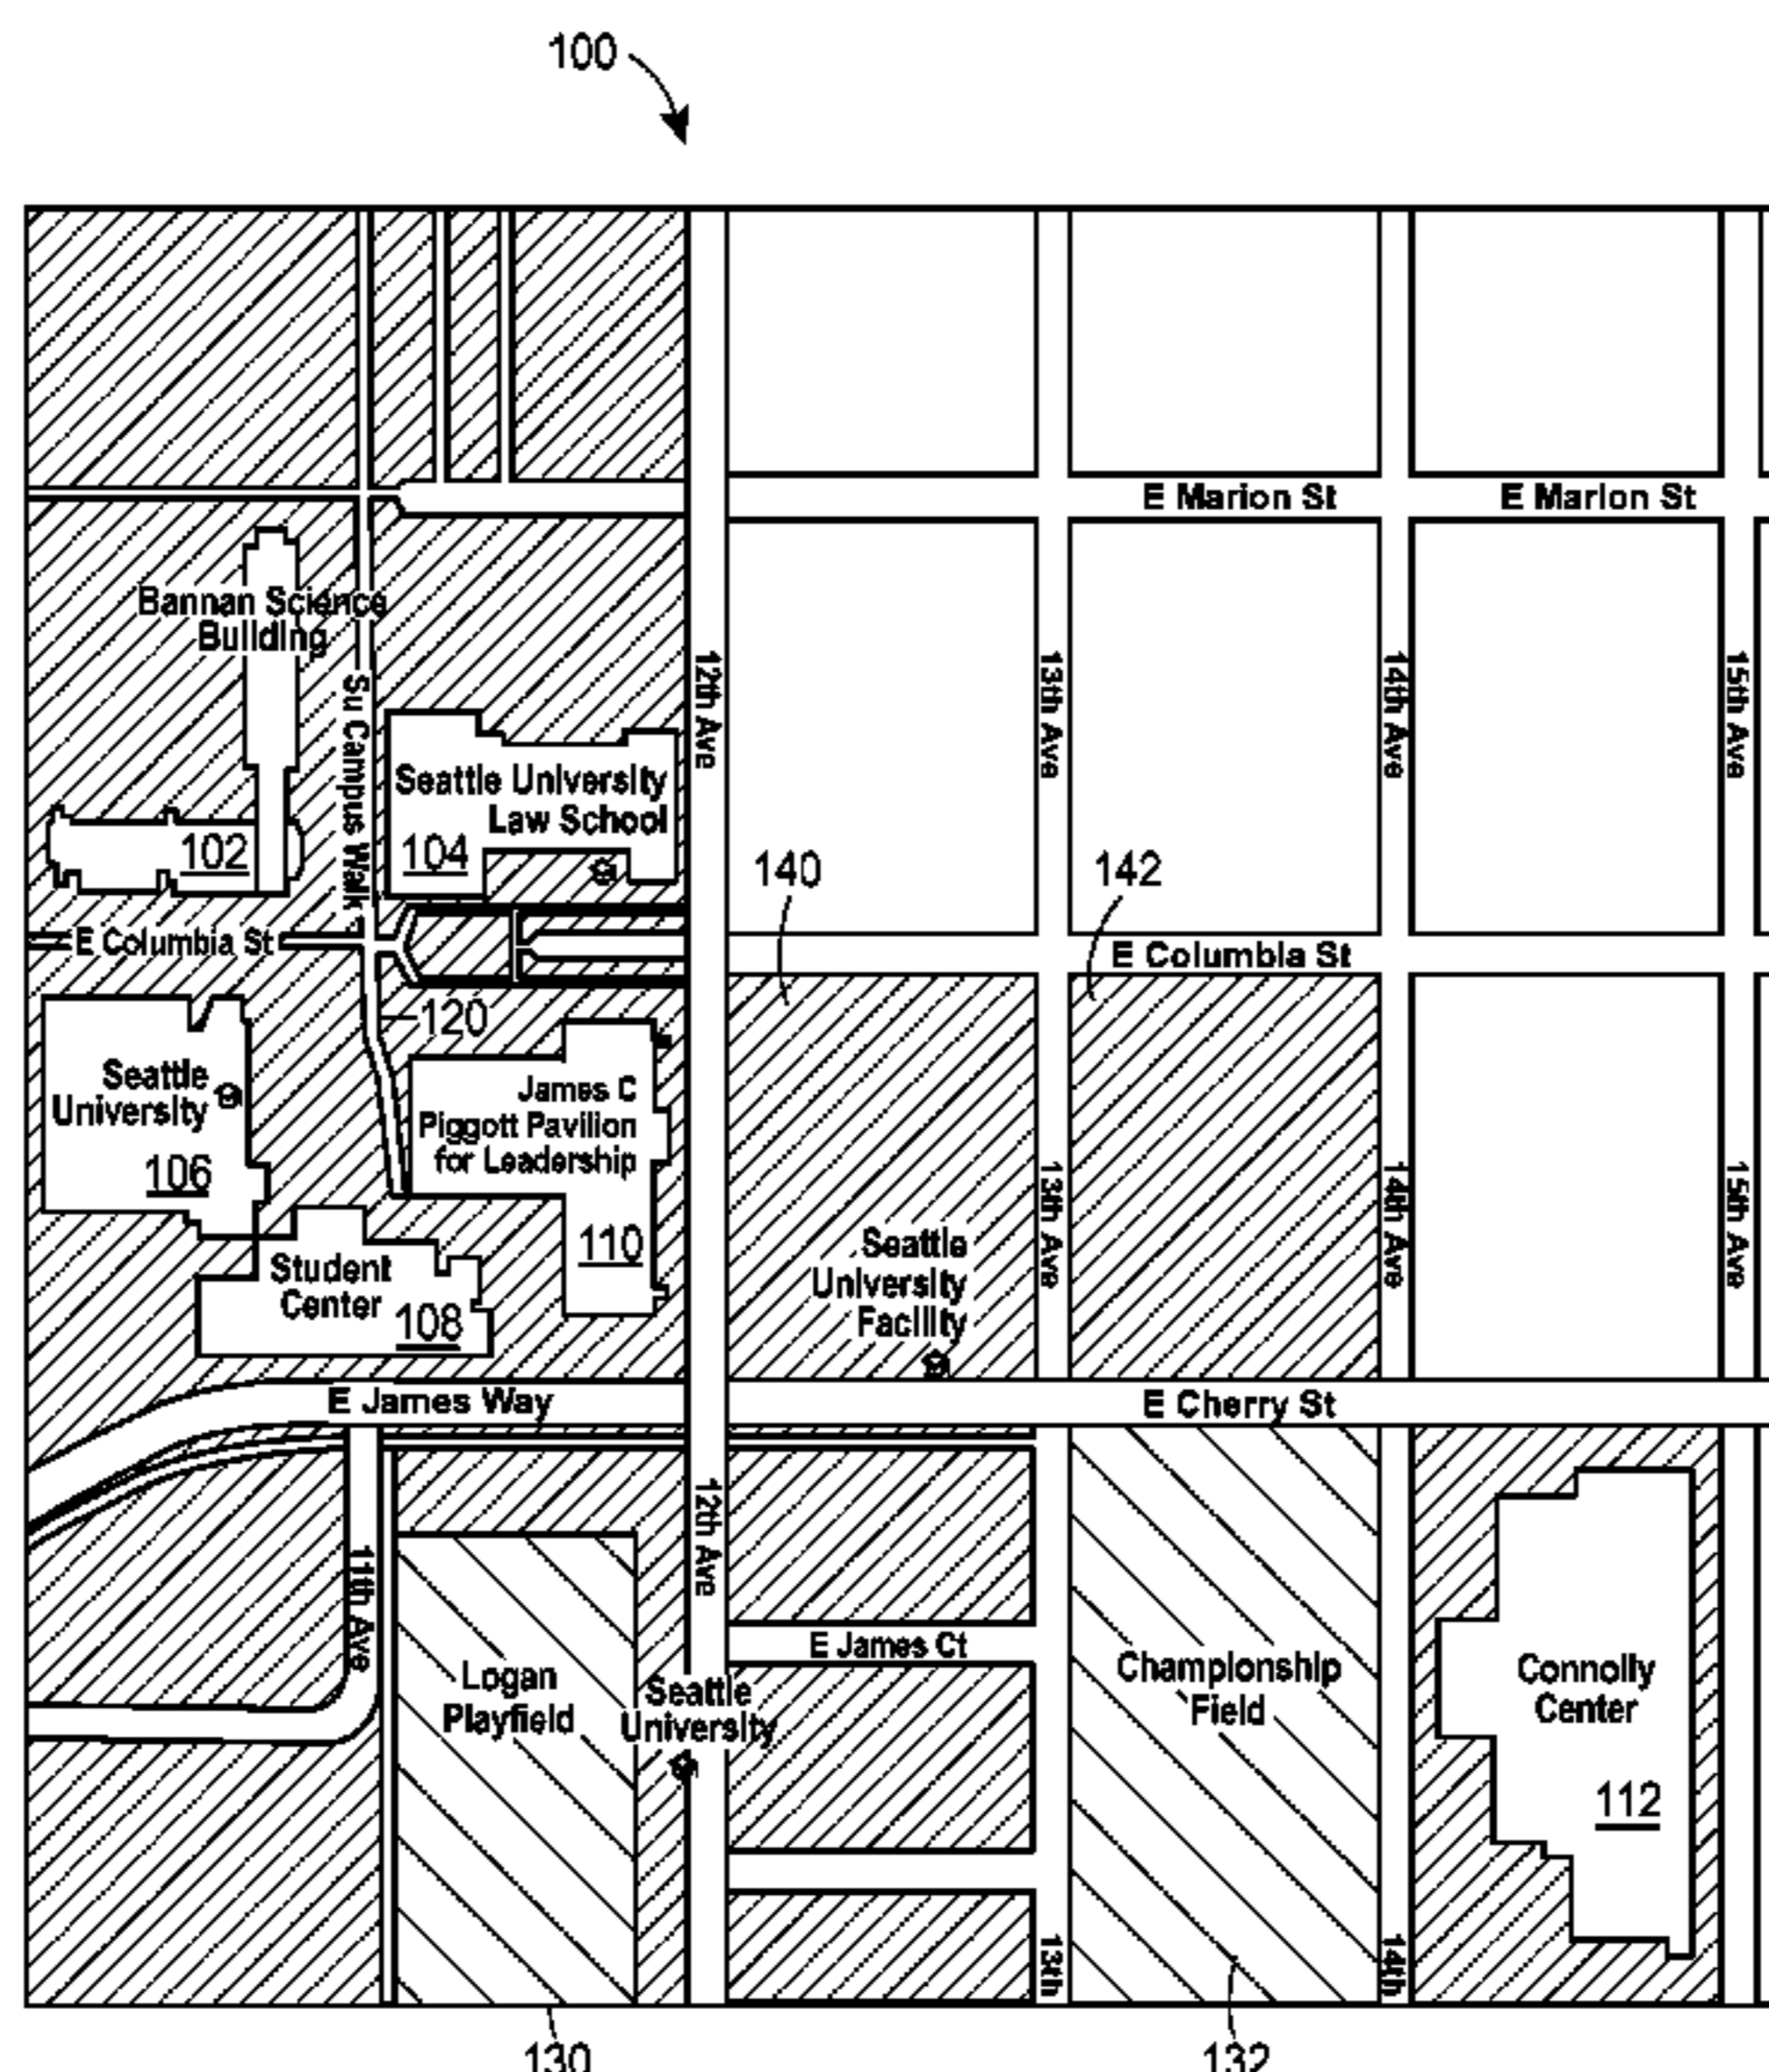 100
E Marion St
E Marion St
Bannan Science
Building
Su Campus Walk
12th Ave
13th Ave
14th Ave
15th Ave
Seattle University
Law School
102
104
140
142
E Columbia St
E Columbia St
120
Seattle
University
106
James C
Piggott Pavilion
for Leadership
110
13th Ave
14th Ave
15th Ave
Seattle
University
Facility
Student
Center
108
E James Way
E Cherry St
12th Ave
11th Ave
E James Ct
Logan
Playfield
Seattle
University
Championship
Field
Connolly
Center
112
13th
14th
130
132